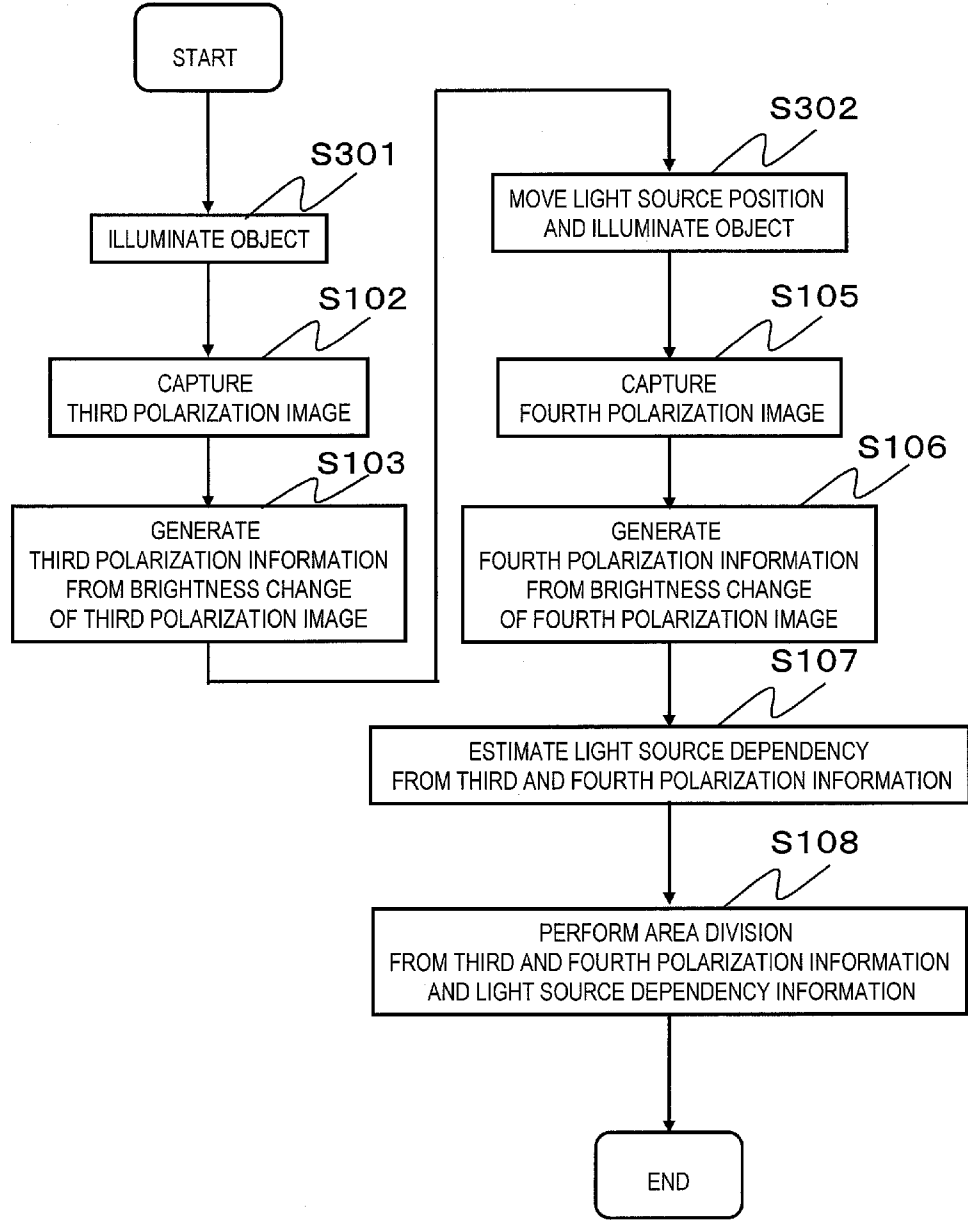 START
S301
ILLUMINATE OBJECT
S102
CAPTURE
THIRD POLARIZATION IMAGE
S103
GENERATE
THIRD POLARIZATION INFORMATION
FROM BRIGHTNESS CHANGE
OF THIRD POLARIZATION IMAGE
S302
MOVE LIGHT SOURCE POSITION
AND ILLUMINATE OBJECT
S105
CAPTURE
FOURTH POLARIZATION IMAGE
S106
GENERATE
FOURTH POLARIZATION INFORMATION
FROM BRIGHTNESS CHANGE
OF FOURTH POLARIZATION IMAGE
S107
ESTIMATE LIGHT SOURCE DEPENDENCY
FROM THIRD AND FOURTH POLARIZATION INFORMATION
S108
PERFORM AREA DIVISION
FROM THIRD AND FOURTH POLARIZATION INFORMATION
AND LIGHT SOURCE DEPENDENCY INFORMATION
END